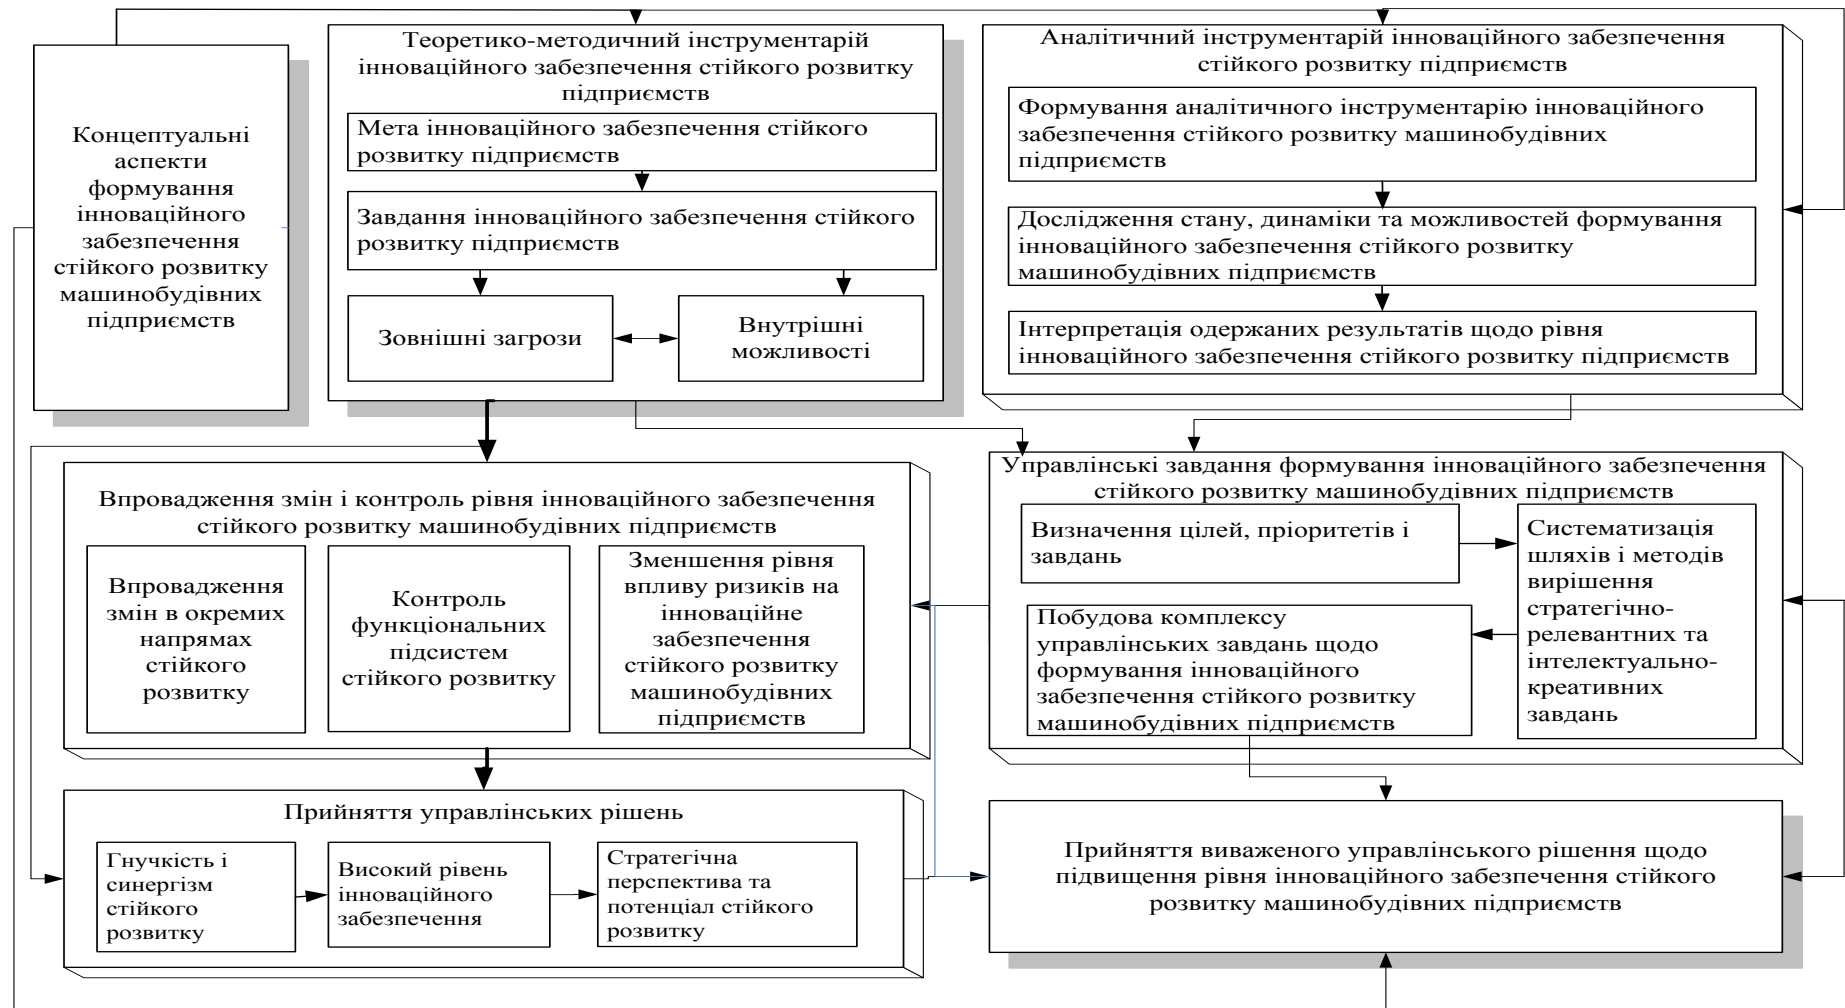 Концептуальні
аспекти
формування
інноваційного
забезпечення
стійкого розвитку
машинобудівних
підприємств
Теоретико-методичний інструментарій
інноваційного забезпечення стійкого розвитку
підприємств
Мета інноваційного забезпечення стійкого
розвитку підприємств
Завдання інноваційного забезпечення стійкого
розвитку підприємств
Зовнішні загрози
Внутрішні
можливості
Аналітичний інструментарій інноваційного забезпечення
стійкого розвитку підприємств
Формування аналітичного інструментарію інноваційного
забезпечення стійкого розвитку машинобудівних
підприємств
Дослідження стану, динаміки та можливостей формування
інноваційного забезпечення стійкого розвитку
машинобудівних підприємств
Інтерпретація одержаних результатів щодо рівня
інноваційного забезпечення стійкого розвитку підприємств
Впровадження змін і контроль рівня інноваційного забезпечення
стійкого розвитку машинобудівних підприємств
Впровадження
змін в окремих
напрямах
стійкого
розвитку
Контроль
функціональних
підсистем
стійкого розвитку
Зменшення рівня
впливу ризиків на
інноваційне
забезпечення
стійкого розвитку
машинобудівних
підприємств
Управлінські завдання формування інноваційного забезпечення
стійкого розвитку машинобудівних підприємств
Визначення цілей, пріоритетів і
завдань
Систематизація
шляхів і методів
вирішення
стратегічно-
релевантних та
інтелектуально-
креативних
завдань
Побудова комплексу
управлінських завдань щодо
формування інноваційного
забезпечення стійкого розвитку
машинобудівних підприємств
Прийняття управлінських рішень
Гнучкість і
синергізм
стійкого
розвитку
Високий рівень
інноваційного
забезпечення
Стратегічна
перспектива та
потенціал стійкого
розвитку
Прийняття виваженого управлінського рішення щодо
підвищення рівня інноваційного забезпечення стійкого
розвитку машинобудівних підприємств